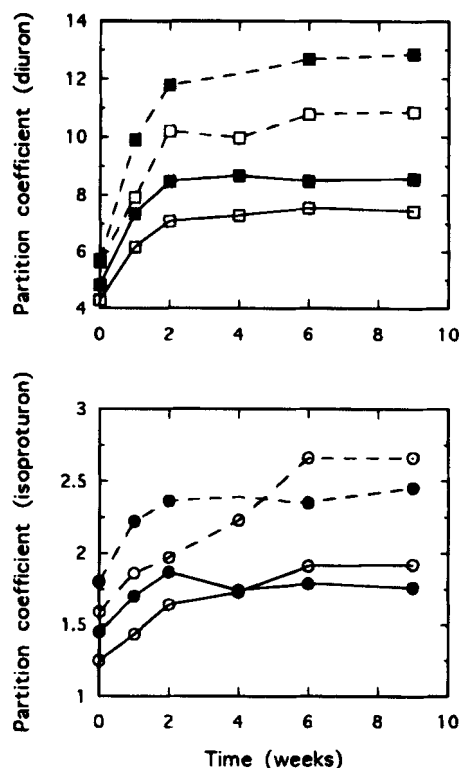 Partition coefficient (diuron)
14
12
10
8
6
4
0 2 4 6 8 10
Partition coefficient (isoproturon)
3
2.5
2
1.5
1
0 2 4 6 8 10
Time (weeks)